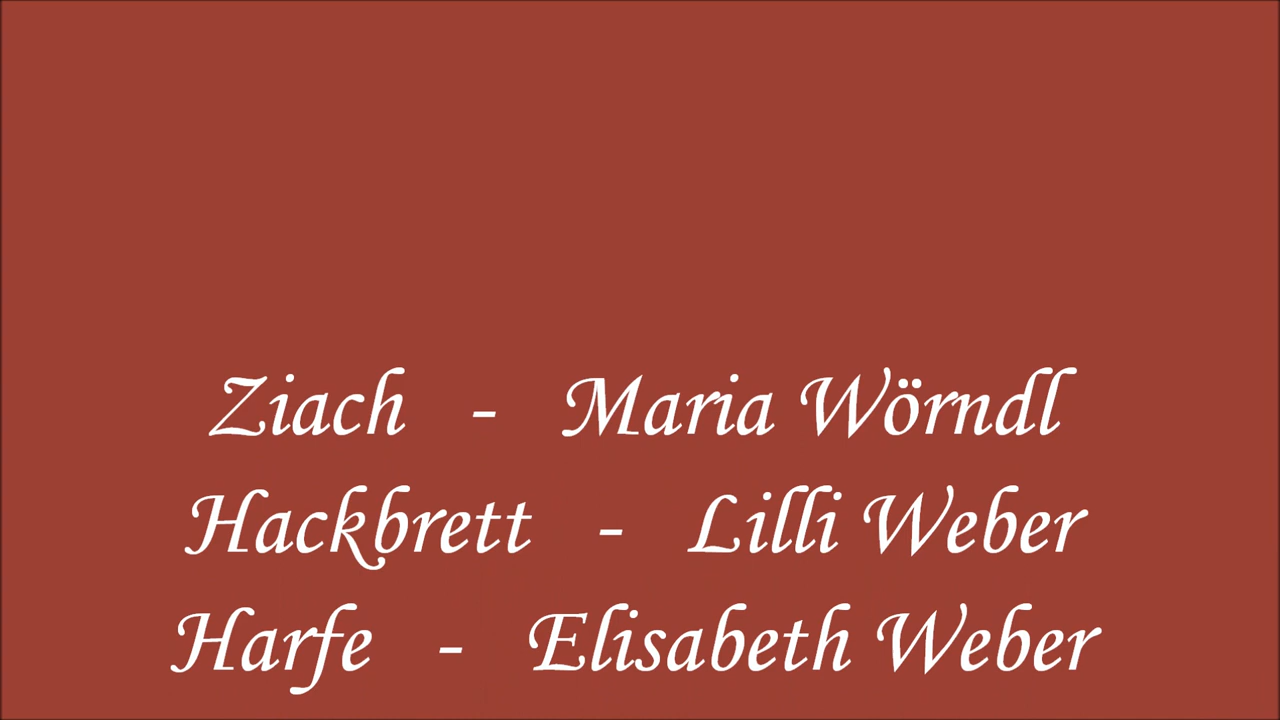 Ziach - Maria Wörndl
Hackbrett - Lilli Weber
Harfe - Elisabeth Weber